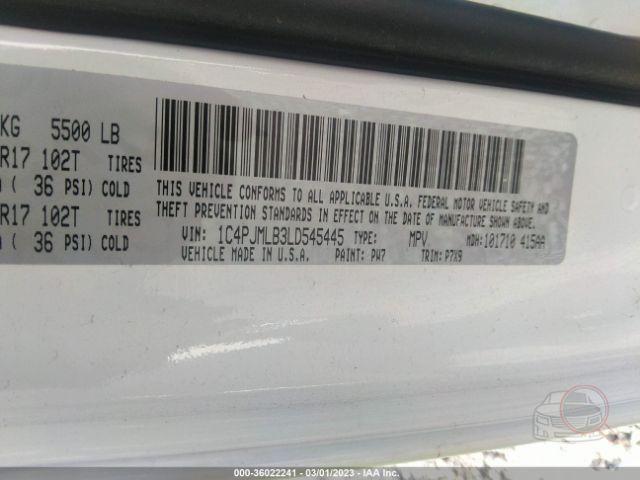 KG 5500 LB
R17 102T TIRES
( 36 PSI) COLD
R17 102T TIRES
( 36 PSI) COLD
THIS VEHICLE CONFORMS TO ALL APPLICABLE U.S.A. FEDERAL MOTOR VEHICLE SAFETY AND
THEFT PREVENTION STANDARDS IN EFFECT ON THE DATE OF MANUFACTURE SHOWN ABOVE.
VIN: 1C4PJMLB3LD545445 TYPE: MPV MDH: 101710 415AA
VEHICLE MADE IN U.S.A. PAINT: PW7 TRIM: P7X9
000-36022241 - 03/01/2023 - IAA Inc.